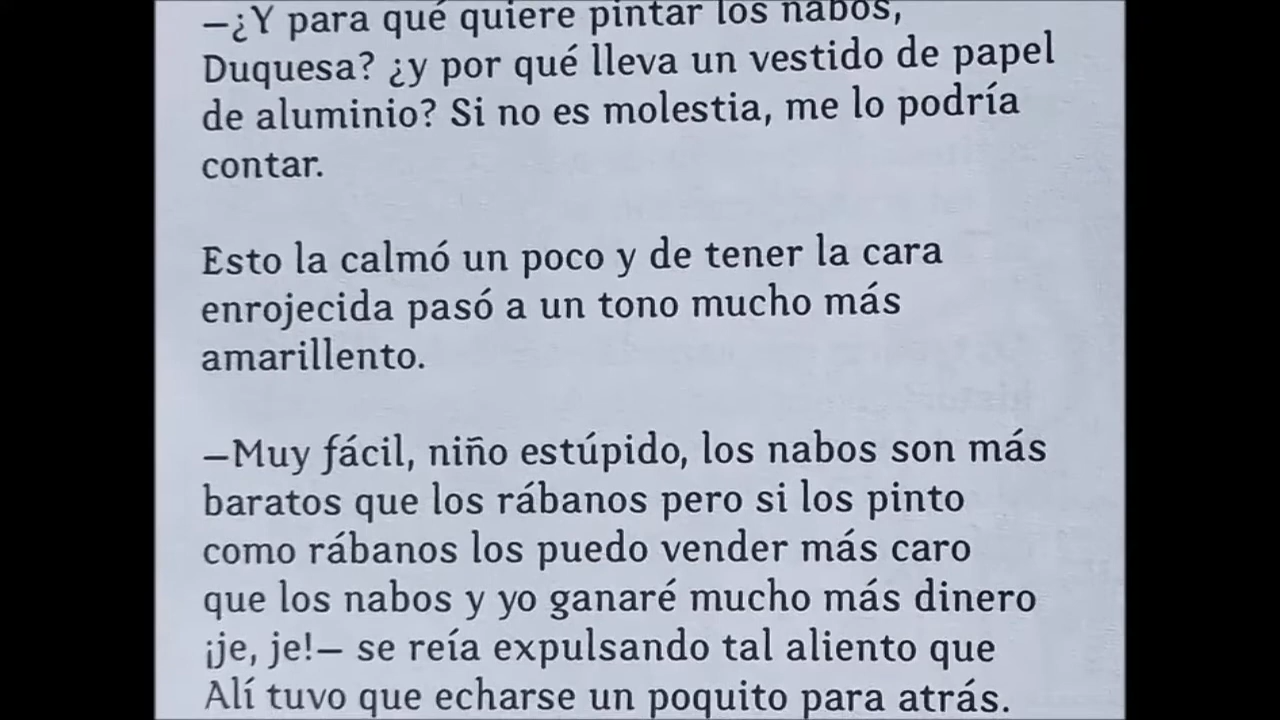 —¿Y para qué quiere pintar los nabos,
Duquesa? ¿y por qué lleva un vestido de papel
de aluminio? Si no es molestia, me lo podría
contar.
Esto la calmó un poco y de tener la cara
enrojecida pasó a un tono mucho más
amarillento.
—Muy fácil, niño estúpido, los nabos son más
baratos que los rábanos pero si los pinto
como rábanos los puedo vender más caro
que los nabos y yo ganaré mucho más dinero
¡je, je!— se reía expulsando tal aliento que
Alí tuvo que echarse un poquito para atrás.